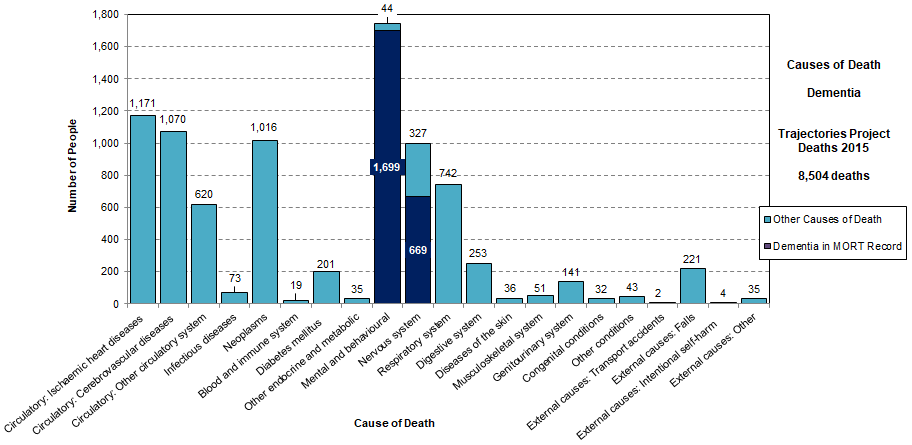 1,800
1,600
1,400
1,200
1,000
800
600
400
200
0
Number of People
1,171
1,070
620
73
1,016
19
201
35
44
1,699
327
669
742
253
36
51
141
32
43
2
221
4
35
Circulatory: Ischaemic heart diseases
Circulatory: Cerebrovascular diseases
Circulatory: Other circulatory system
Infectious diseases
Neoplasms
Blood and immune system
Diabetes mellitus
Other endocrine and metabolic
Mental and behavioural
Nervous system
Respiratory system
Digestive system
Diseases of the skin
Musculoskeletal system
Genitourinary system
Congenital conditions
Other conditions
External causes: Transport accidents
External causes: Falls
External causes: Intentional self-harm
External causes: Other
Cause of Death
Causes of Death
Dementia
Trajectories Project
Deaths 2015
8,504 deaths
Other Causes of Death
Dementia in MORT Record